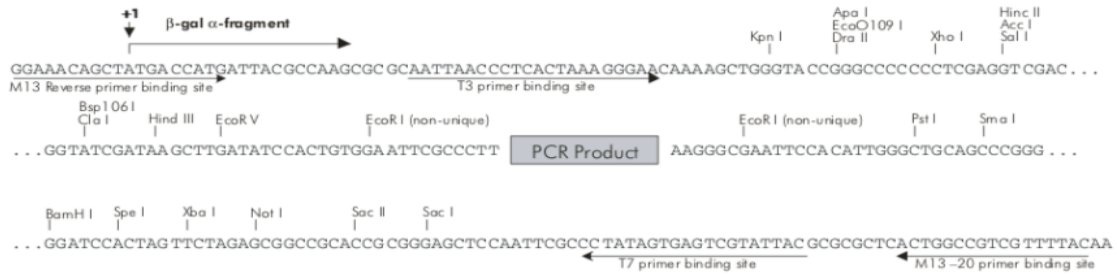 +1 β-gal α-fragment
Apa I Hinc II
EcoO109 I Acc I
Kpn I Dra II Xho I Sal I
GGAAACAGCTATGACCATGATTACGCCAAGCGCGCAATTAACCCTCACTAAAGGGAACAAAAGCTGGGTACCGGGCCCCCCCTCGAGGTCGAC...
M13 Reverse primer binding site T3 primer binding site
Bsp106 I
Cla I Hind III EcoR V EcoR I (non-unique) EcoR I (non-unique) Pst I Sma I
...GGTATCGATAAGCTTGATATCCACTGTGGAATTCGCCCTT PCR Product AAGGGCGAATTCCACATTGGGCTGCAGCCCGGG...
BamH I Spe I Xba I Not I Sac II Sac I
...GGATCCACTAGTTCTAGAGCGGCCGCACCGCGGGAGCTCCAATTCGCCCTATAGTGAGTCGTATTACGCGCGCTCACTGGCCGTCGTTTTACAA
T7 primer binding site M13 –20 primer binding site